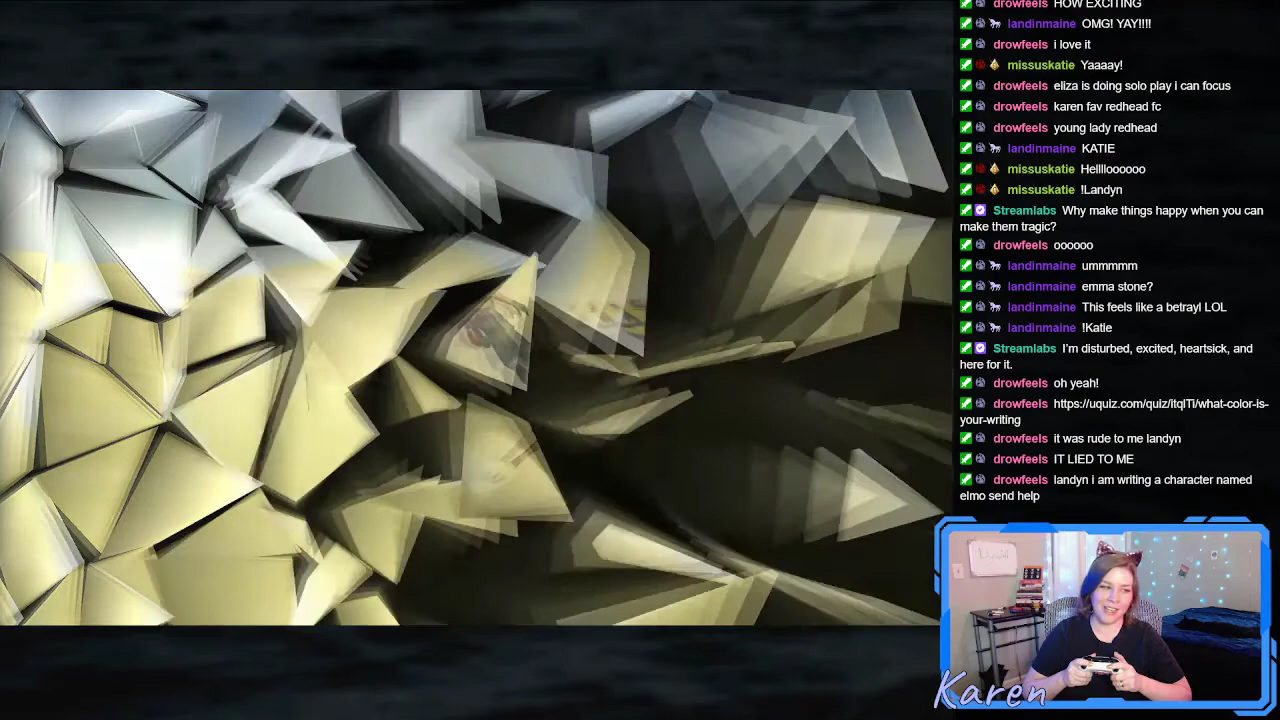 drowfeels HOW EXCITING
landinmaine OMG! YAY!!!!
drowfeels i love it
missuskatie Yaaaay!
drowfeels eliza is doing solo play i can focus
drowfeels karen fav redhead fc
drowfeels young lady redhead
landinmaine KATIE
missuskatie Helllloooooo
missuskatie !Landyn
Streamlabs Why make things happy when you can
make them tragic?
drowfeels oooooo
landinmaine ummmmm
landinmaine emma stone?
landinmaine This feels like a betrayl LOL
landinmaine !Katie
Streamlabs I'm disturbed, excited, heartsick, and
here for it.
drowfeels oh yeah!
drowfeels https://uquiz.com/quiz/itqlTl/what-color-is-
your-writing
drowfeels it was rude to me landyn
drowfeels IT LIED TO ME
drowfeels landyn i am writing a character named
elmo send help
Karen